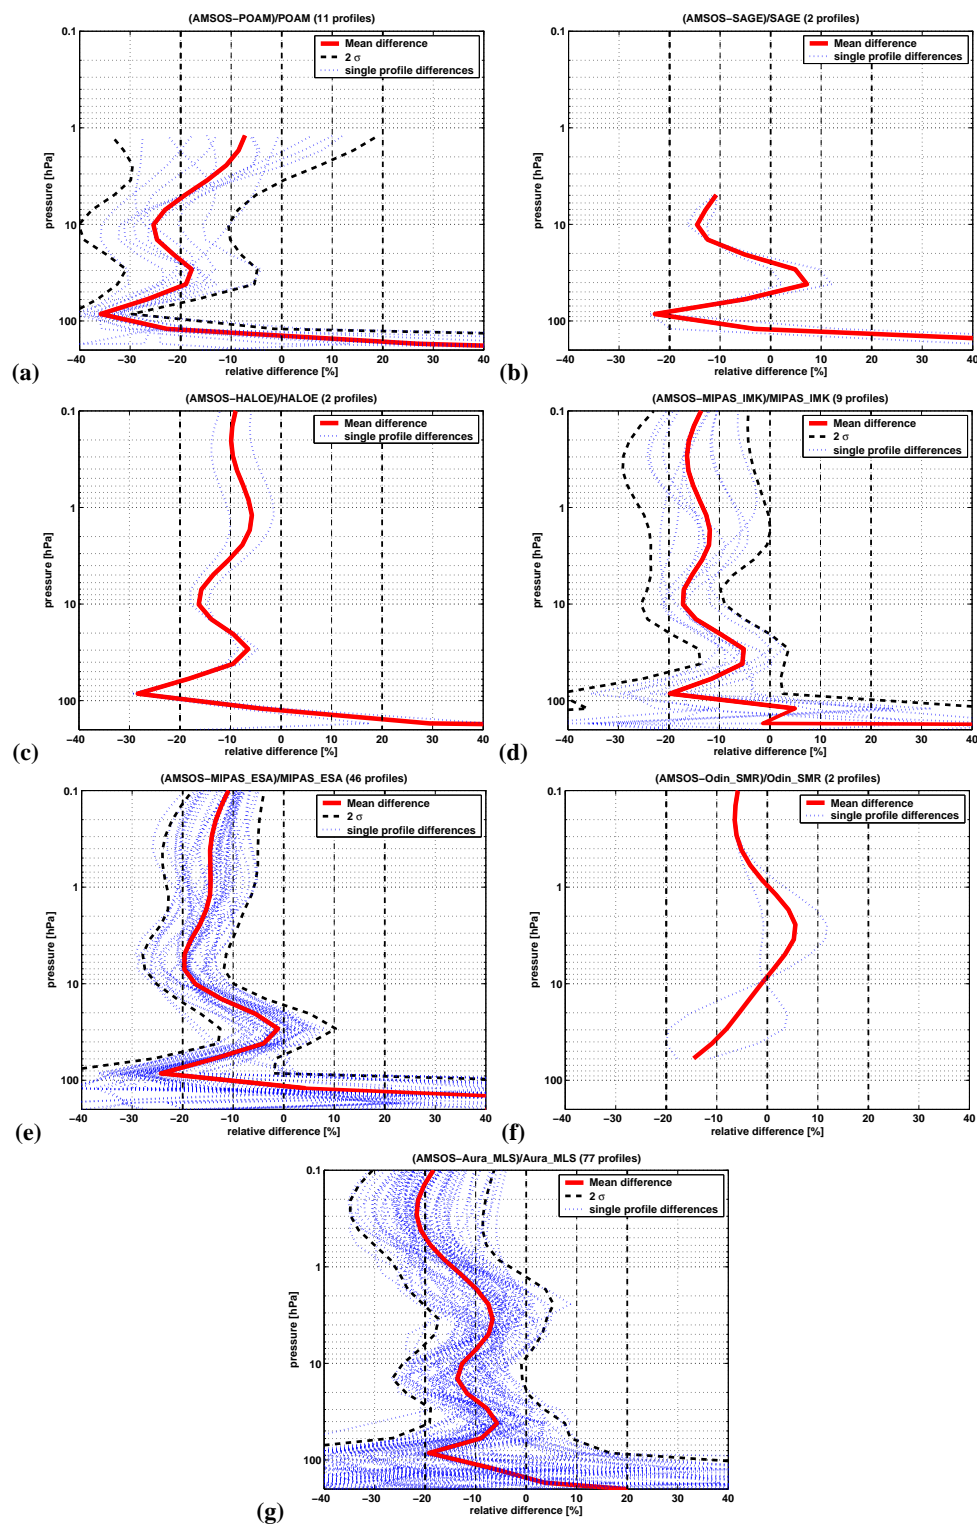 (AMSOS−POAM)/POAM (11 profiles)
Mean difference
2 σ
single profile differences
0.1
1
10
100
pressure [hPa]
−40 −30 −20 −10 0 10 20 30 40
relative difference [%]
(a)
(AMSOS−SAGE)/SAGE (2 profiles)
Mean difference
2 σ
single profile differences
0.1
1
10
100
pressure [hPa]
−40 −30 −20 −10 0 10 20 30 40
relative difference [%]
(b)
(AMSOS−HALOE)/HALOE (2 profiles)
Mean difference
single profile differences
0.1
1
10
100
pressure [hPa]
−40 −30 −20 −10 0 10 20 30 40
relative difference [%]
(c)
(AMSOS−MIPAS_IMK)/MIPAS_IMK (9 profiles)
Mean difference
2 σ
single profile differences
0.1
1
10
100
pressure [hPa]
−40 −30 −20 −10 0 10 20 30 40
relative difference [%]
(d)
(AMSOS−MIPAS_ESA)/MIPAS_ESA (46 profiles)
Mean difference
2 σ
single profile differences
0.1
1
10
100
pressure [hPa]
−40 −30 −20 −10 0 10 20 30 40
relative difference [%]
(e)
(AMSOS−Odin_SMR)/Odin_SMR (2 profiles)
Mean difference
single profile differences
0.1
1
10
100
pressure [hPa]
−40 −30 −20 −10 0 10 20 30 40
relative difference [%]
(f)
(AMSOS−Aura_MLS)/Aura_MLS (77 profiles)
Mean difference
2 σ
single profile differences
0.1
1
10
100
pressure [hPa]
−40 −30 −20 −10 0 10 20 30 40
relative difference [%]
(g)